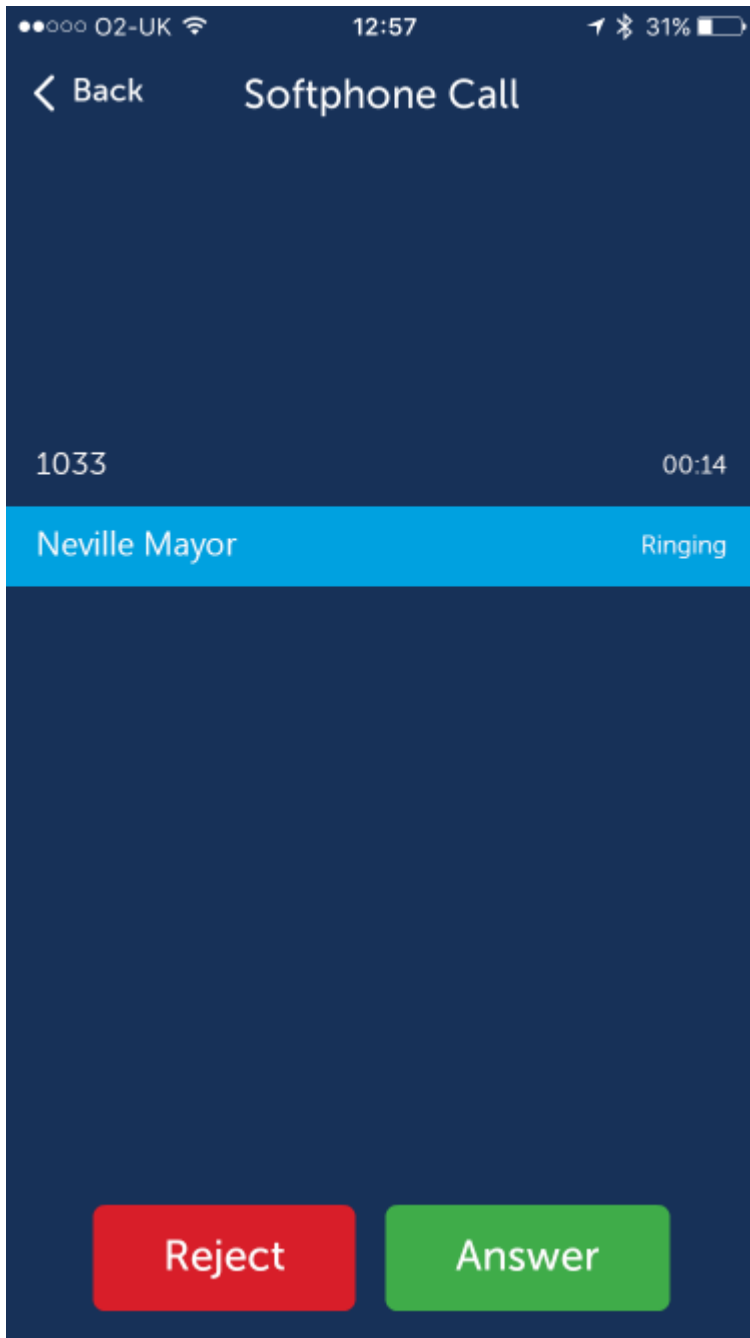 O2-UK 12:57 31%
Back Softphone Call
1033 00:14
Neville Mayor Ringing
Reject Answer